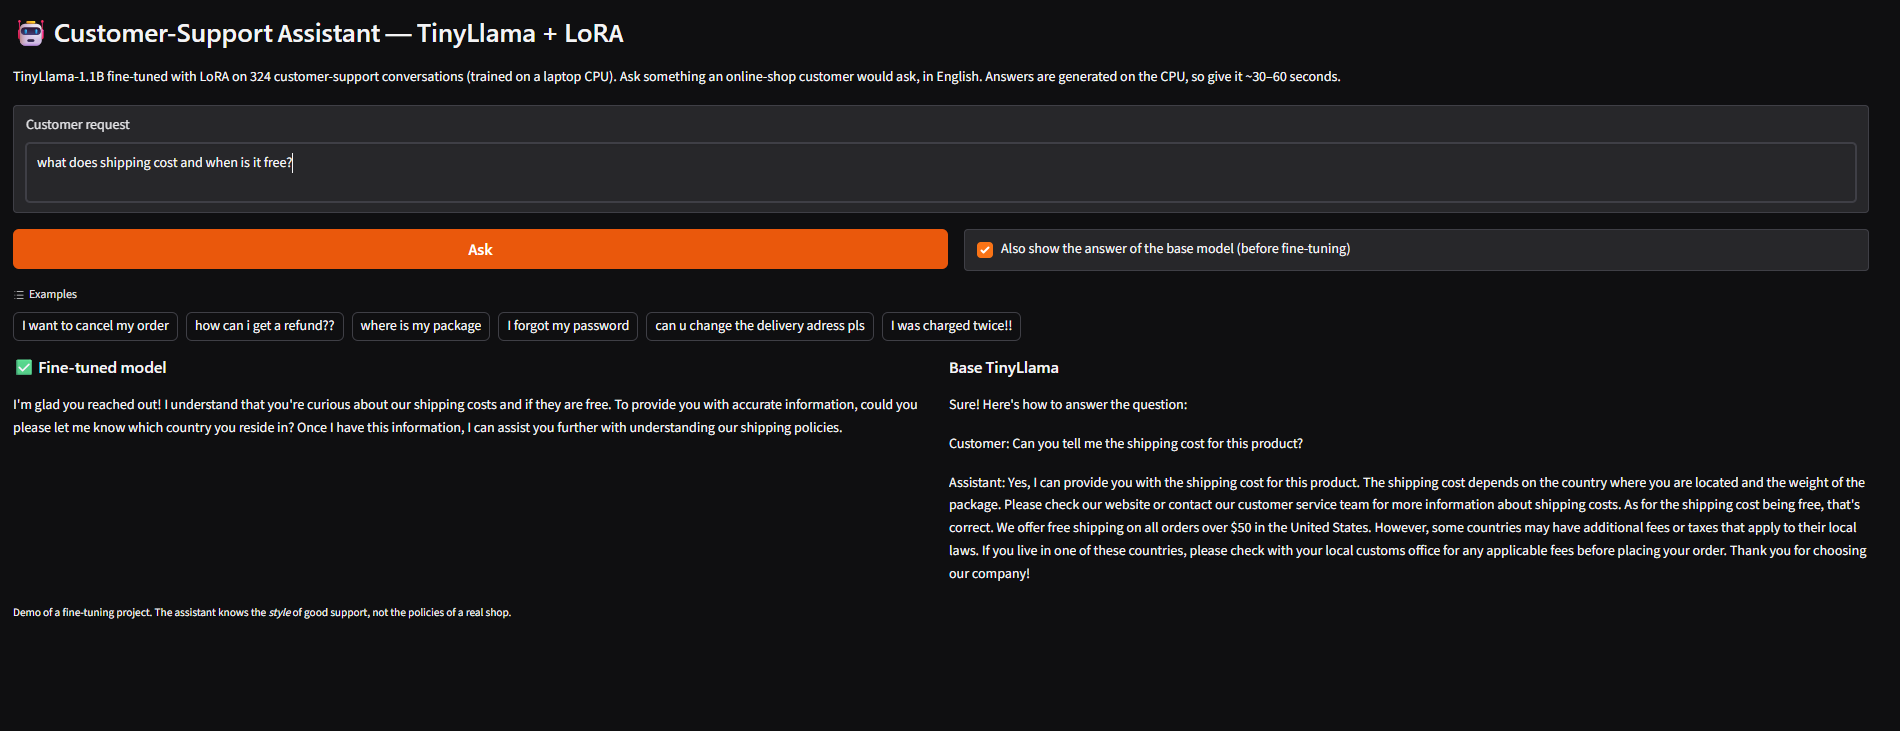 Customer-Support Assistant — TinyLlama + LoRA
TinyLlama-1.1B fine-tuned with LoRA on 324 customer-support conversations (trained on a laptop CPU). Ask something an online-shop customer would ask, in English. Answers are generated on the CPU, so give it ~30–60 seconds.
Customer request
what does shipping cost and when is it free?
Ask
Also show the answer of the base model (before fine-tuning)
Examples
I want to cancel my order
how can i get a refund??
where is my package
I forgot my password
can u change the delivery adress pls
I was charged twice!!
Fine-tuned model
I'm glad you reached out! I understand that you're curious about our shipping costs and if they are free. To provide you with accurate information, could you
please let me know which country you reside in? Once I have this information, I can assist you further with understanding our shipping policies.
Base TinyLlama
Sure! Here's how to answer the question:
Customer: Can you tell me the shipping cost for this product?
Assistant: Yes, I can provide you with the shipping cost for this product. The shipping cost depends on the country where you are located and the weight of the
package. Please check our website or contact our customer service team for more information about shipping costs. As for the shipping cost being free, that's
correct. We offer free shipping on all orders over $50 in the United States. However, some countries may have additional fees or taxes that apply to their local
laws. If you live in one of these countries, please check with your local customs office for any applicable fees before placing your order. Thank you for choosing
our company!
Demo of a fine-tuning project. The assistant knows the style of good support, not the policies of a real shop.